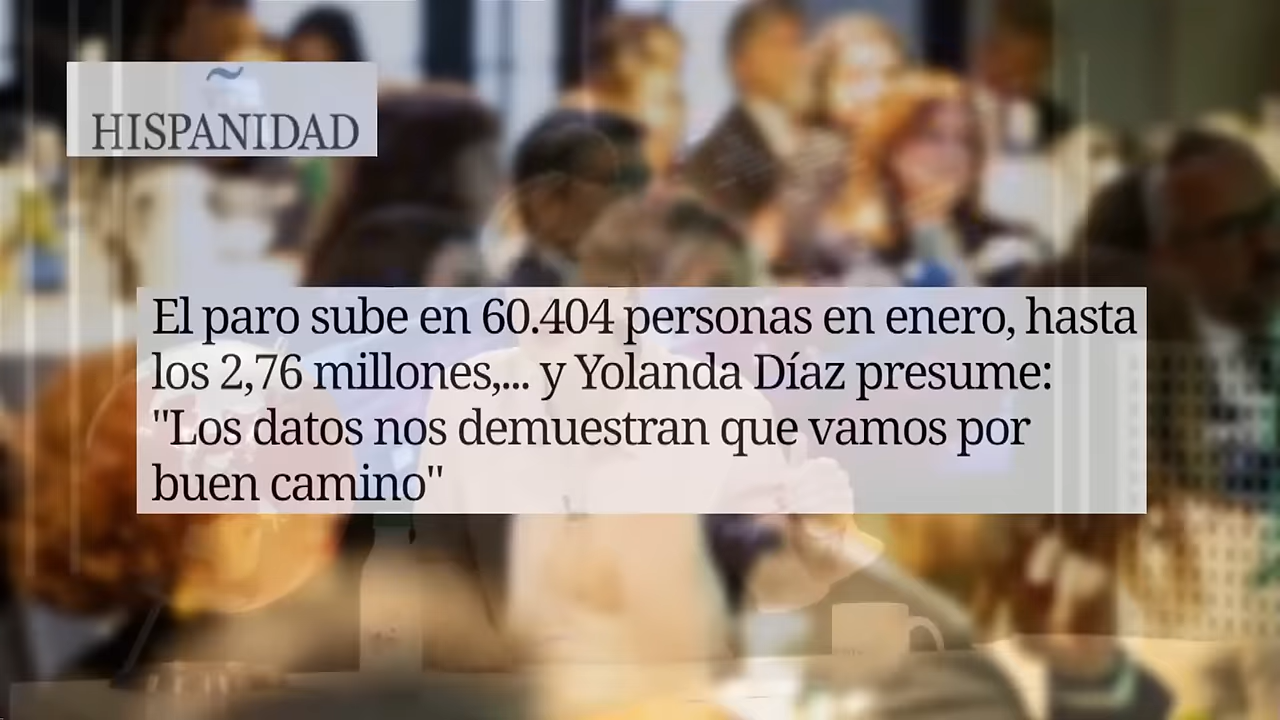 HISPANIDAD
El paro sube en 60.404 personas en enero, hasta
los 2,76 millones,... y Yolanda Díaz presume:
"Los datos nos demuestran que vamos por
buen camino"